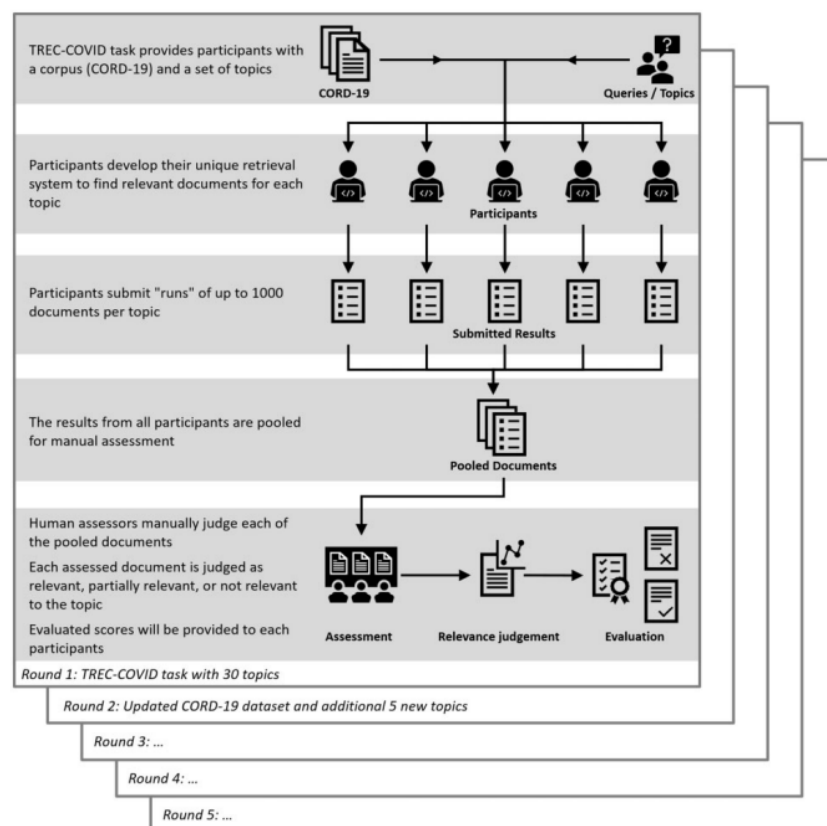 TREC-COVID task provides participants with
a corpus (CORD-19) and a set of topics
CORD-19
Queries / Topics
Participants develop their unique retrieval
system to find relevant documents for each
topic
Participants
Participants submit "runs" of up to 1000
documents per topic
Submitted Results
The results from all participants are pooled
for manual assessment
Pooled Documents
Human assessors manually judge each of
the pooled documents
Each assessed document is judged as
relevant, partially relevant, or not relevant
to the topic
Evaluated scores will be provided to each
participants
Assessment
Relevance judgement
Evaluation
Round 1: TREC-COVID task with 30 topics
Round 2: Updated CORD-19 dataset and additional 5 new topics
Round 3: ...
Round 4: ...
Round 5: ...